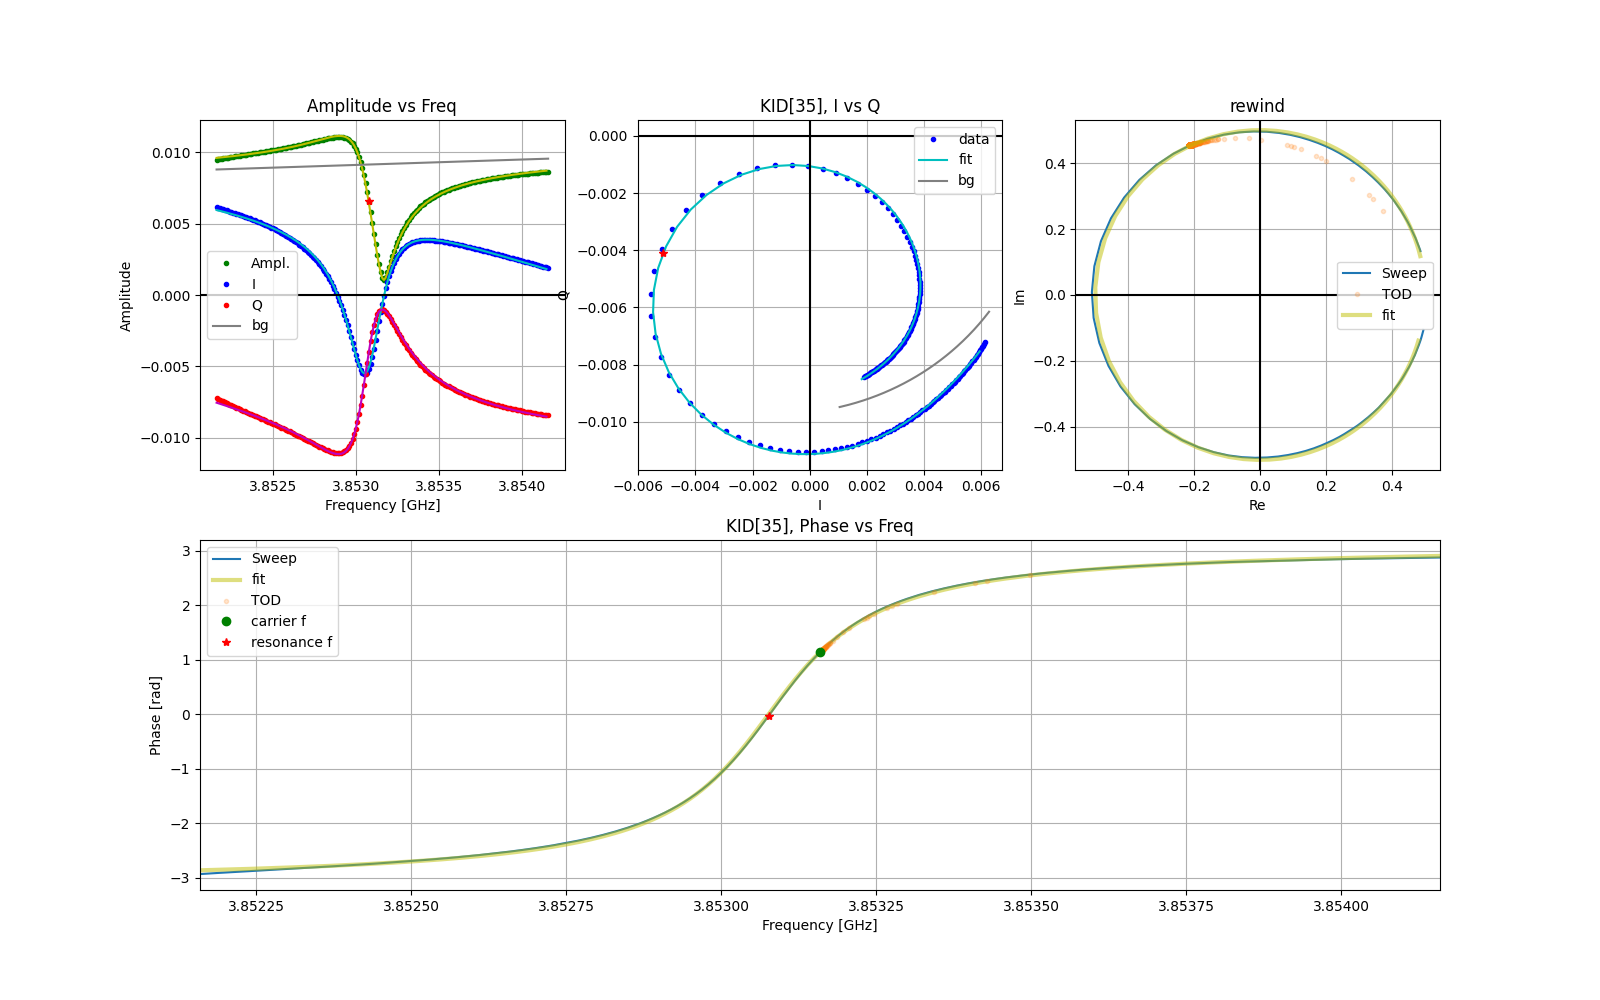 Amplitude vs Freq
0.010
0.005
0.000
−0.005
−0.010
Amplitude
Ampl.
I
Q
bg
3.8525
3.8530
3.8535
3.8540
Frequency [GHz]
KID[35], I vs Q
0.000
−0.002
−0.004
−0.006
−0.008
−0.010
Q
data
fit
bg
−0.006
−0.004
−0.002
0.000
0.002
0.004
0.006
I
rewind
0.4
0.2
0.0
−0.2
−0.4
Im
Sweep
TOD
fit
−0.4
−0.2
0.0
0.2
0.4
Re
KID[35], Phase vs Freq
3
2
1
0
−1
−2
−3
Phase [rad]
Sweep
fit
TOD
carrier f
resonance f
3.85225
3.85250
3.85275
3.85300
3.85325
3.85350
3.85375
3.85400
Frequency [GHz]